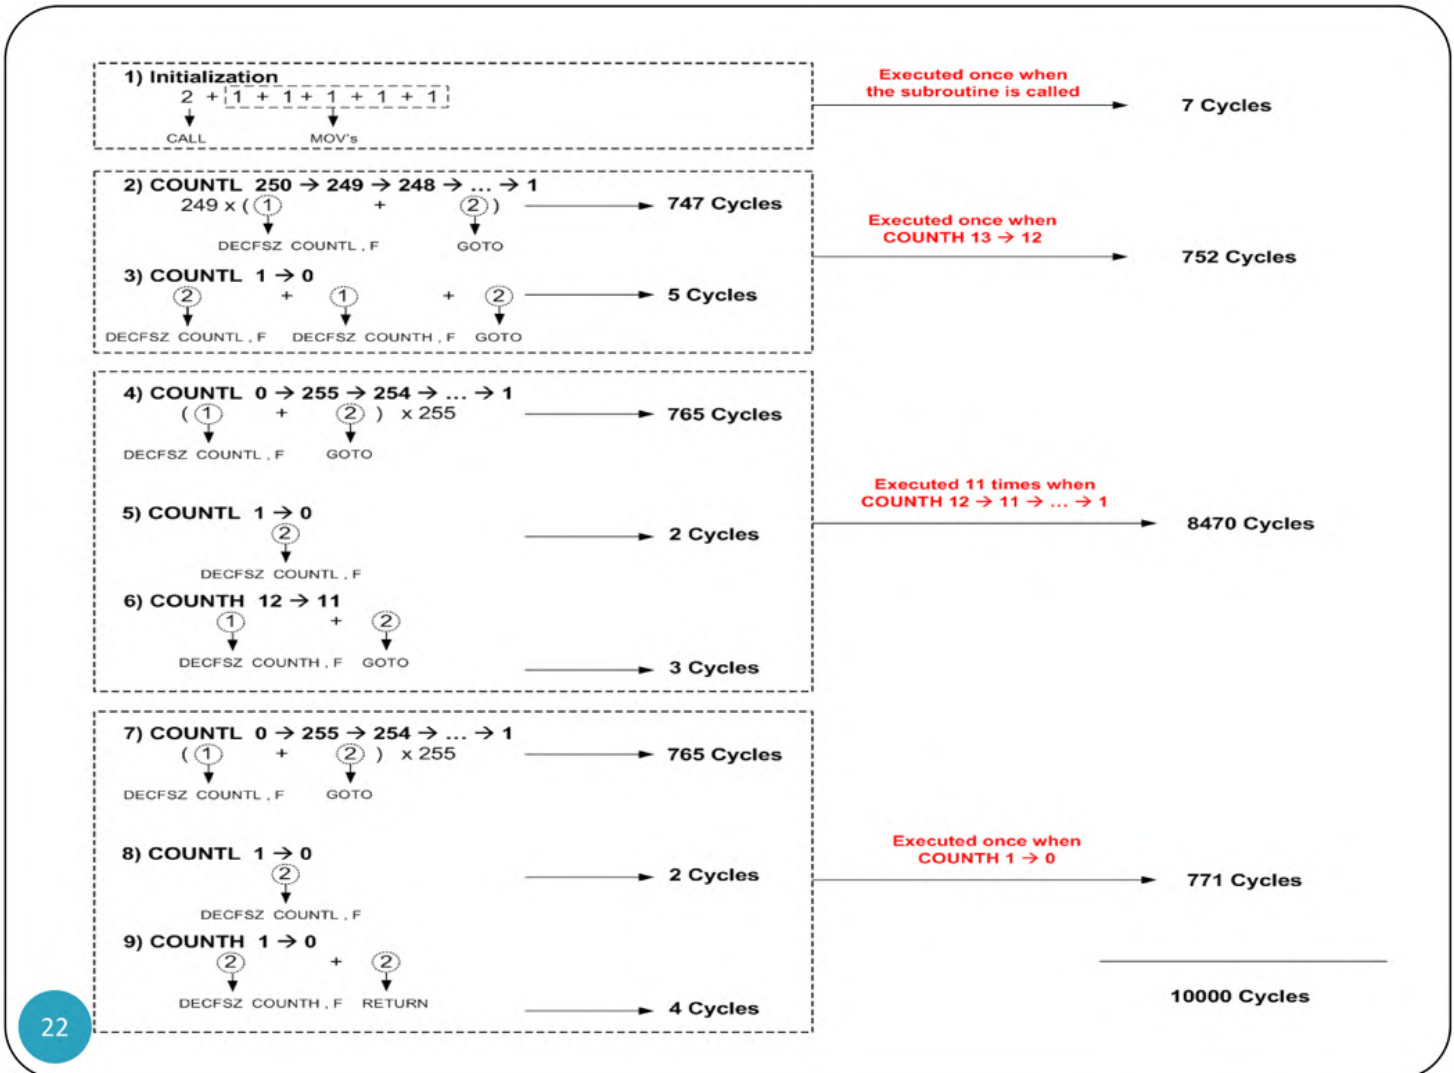 1) Initialization
2 + 1 + 1 + 1 + 1 + 1
CALL MOV's
Executed once when
the subroutine is called
7 Cycles
2) COUNTL 250 → 249 → 248 → ... → 1
249 x ( 1 + 2 )
747 Cycles
DECFSZ COUNTL , F GOTO
3) COUNTL 1 → 0
2 + 1 + 2
5 Cycles
DECFSZ COUNTL , F DECFSZ COUNTH , F GOTO
Executed once when
COUNTH 13 → 12
752 Cycles
4) COUNTL 0 → 255 → 254 → ... → 1
( 1 + 2 ) x 255
765 Cycles
DECFSZ COUNTL , F GOTO
5) COUNTL 1 → 0
2
2 Cycles
DECFSZ COUNTL , F
6) COUNTH 12 → 11
1 + 2
DECFSZ COUNTH , F GOTO
3 Cycles
Executed 11 times when
COUNTH 12 → 11 → ... → 1
8470 Cycles
7) COUNTL 0 → 255 → 254 → ... → 1
( 1 + 2 ) x 255
765 Cycles
DECFSZ COUNTL , F GOTO
8) COUNTL 1 → 0
2
2 Cycles
DECFSZ COUNTL , F
9) COUNTH 1 → 0
2 + 2
DECFSZ COUNTH , F RETURN
4 Cycles
Executed once when
COUNTH 1 → 0
771 Cycles
10000 Cycles
22